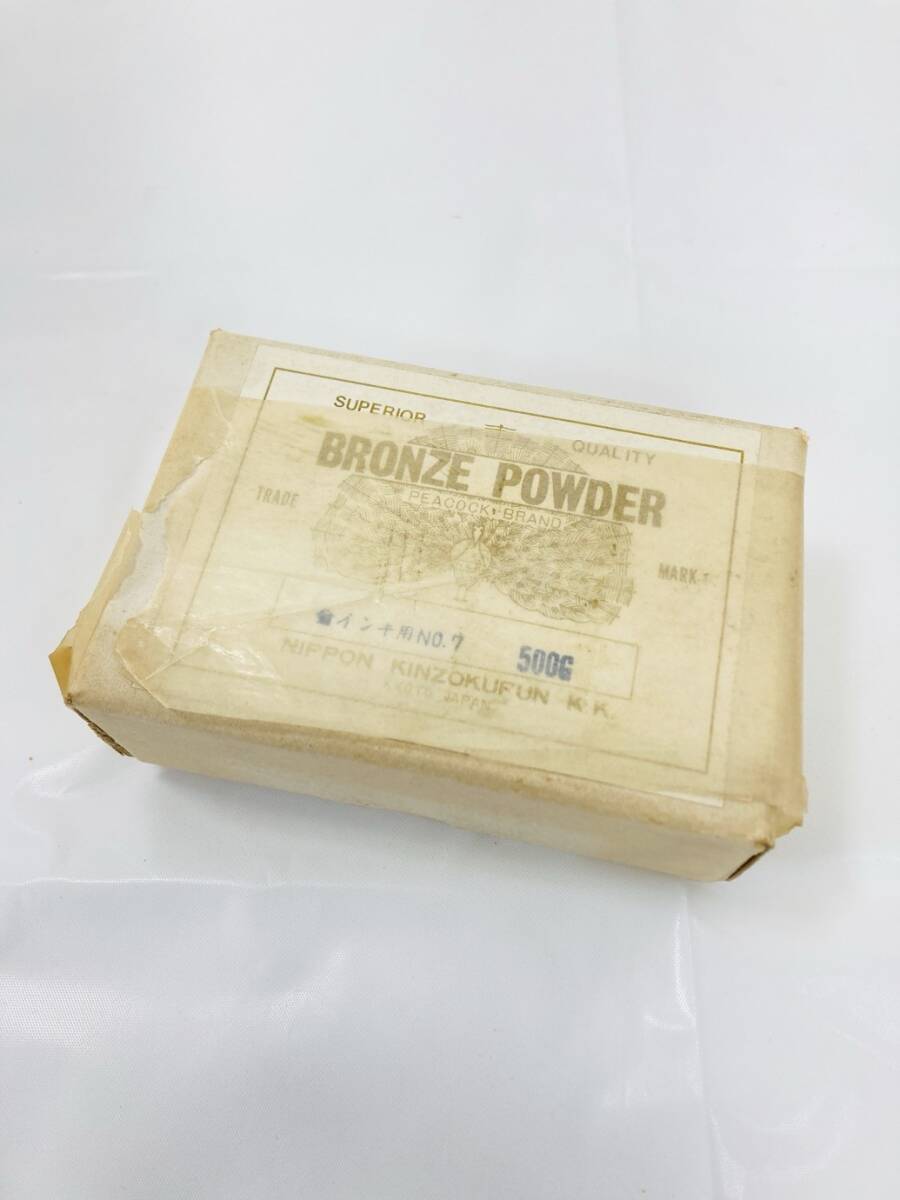 SUPERIOR QUALITY
BRONZE POWDER
PEACOCK BRAND
TRADE MARK
インキ用NO.7 500G
NIPPON KINZOKUFUN K.K.
KYOTO JAPAN